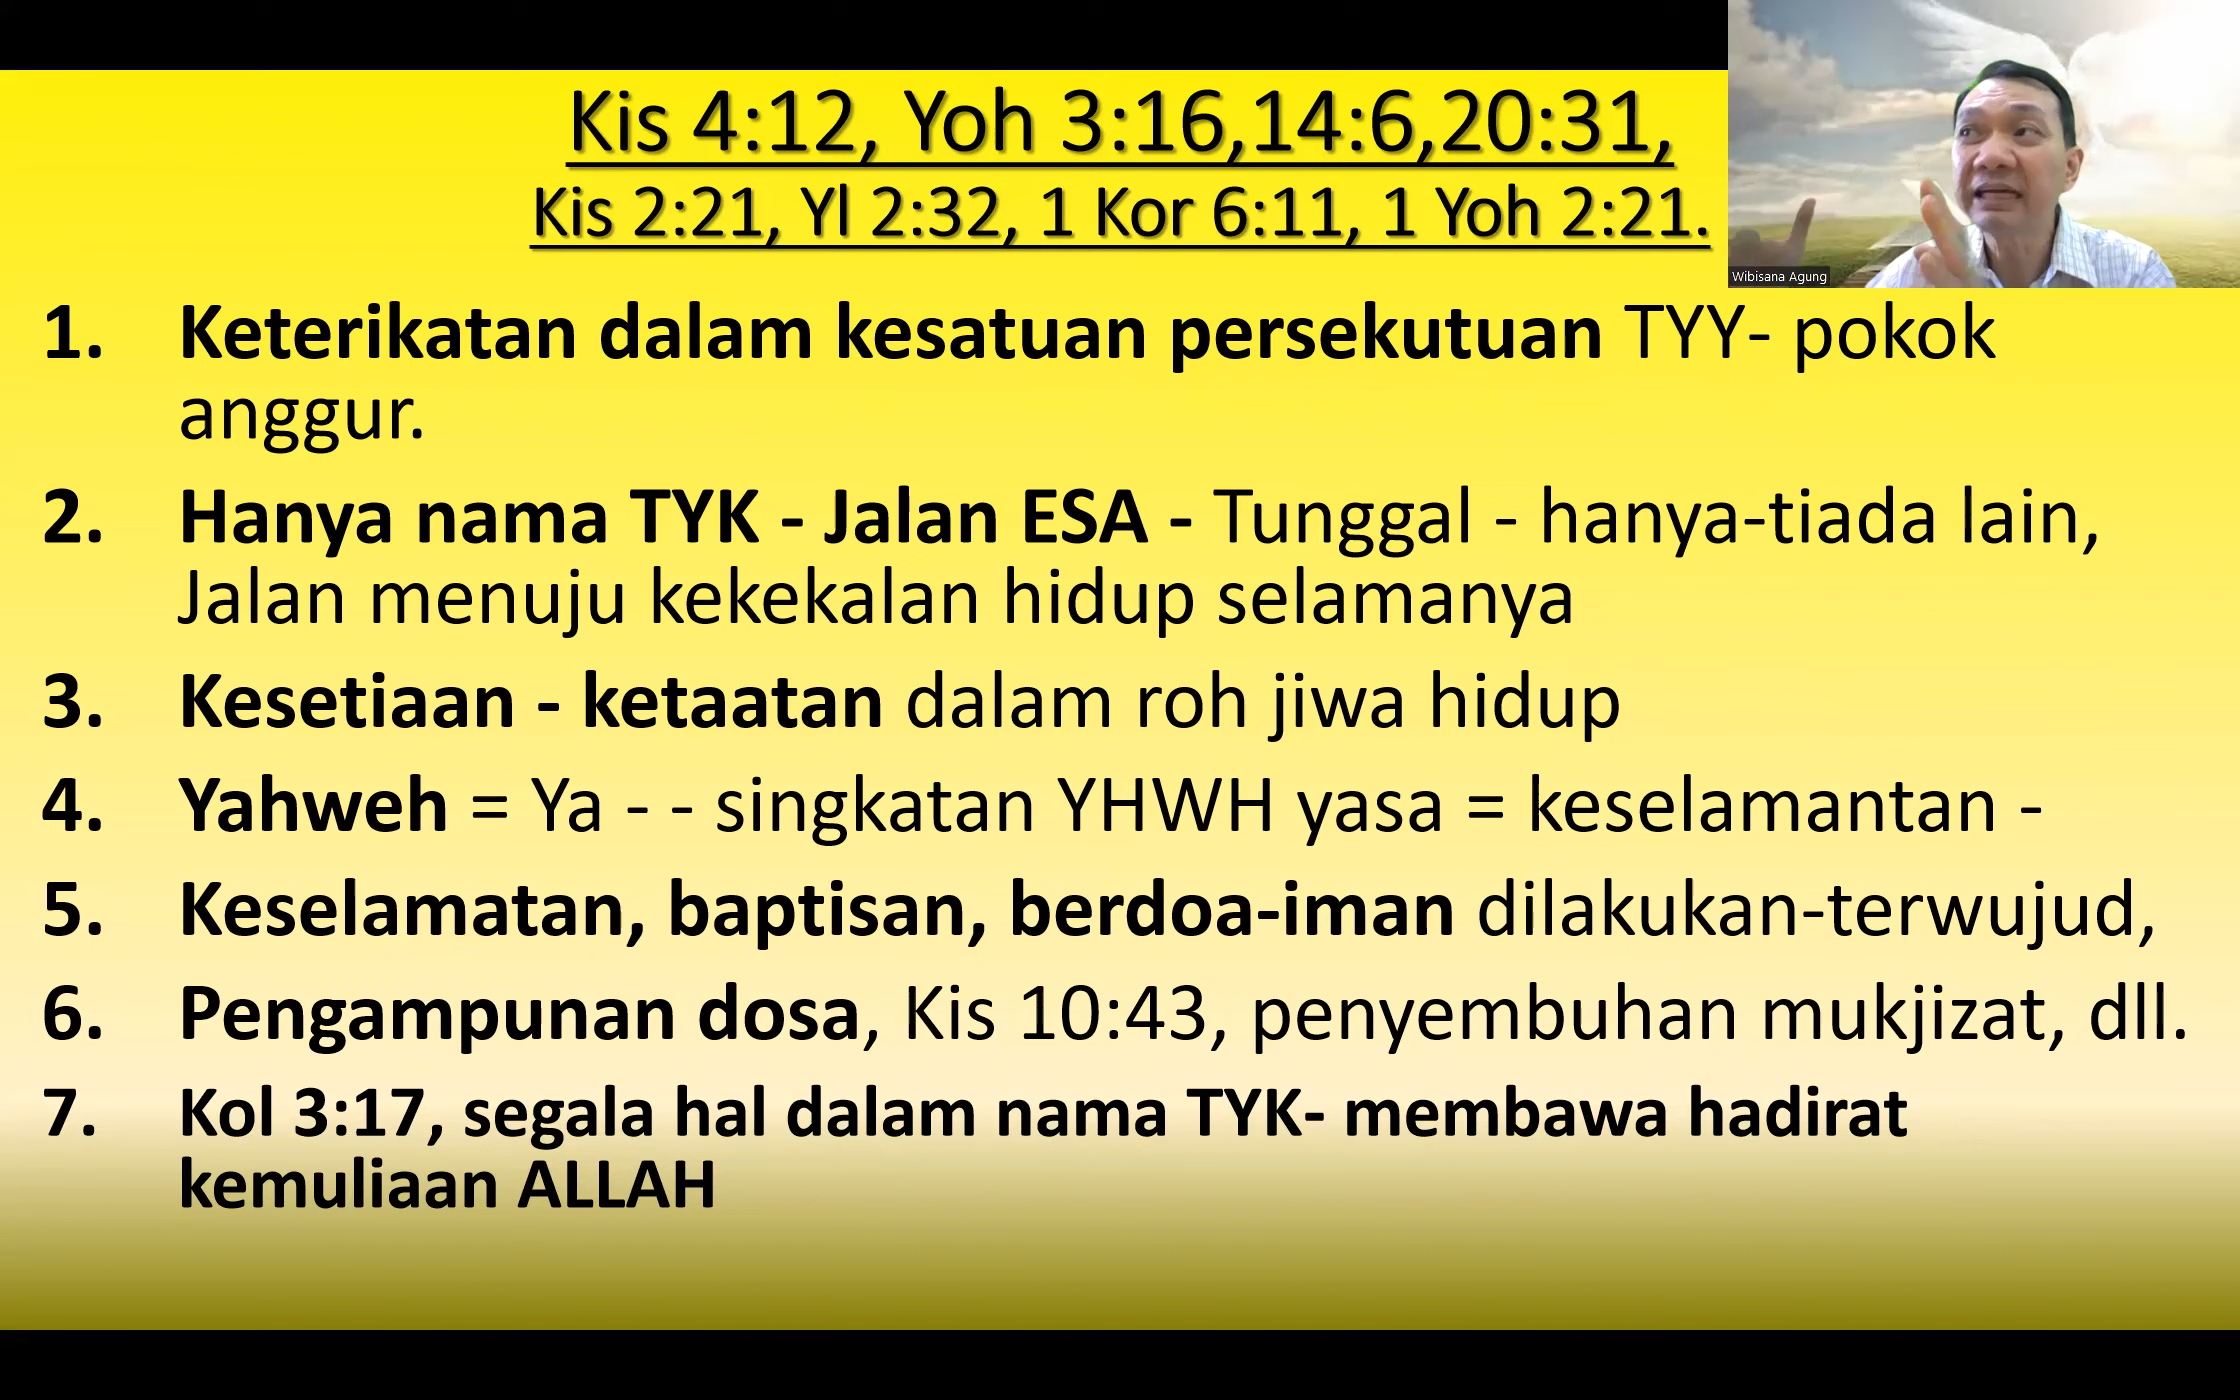 Kis 4:12, Yoh 3:16,14:6,20:31,
Kis 2:21, Yl 2:32, 1 Kor 6:11, 1 Yoh 2:21.
Wibisana Agung
1. Keterikatan dalam kesatuan persekutuan TYY- pokok
anggur.
2. Hanya nama TYK - Jalan ESA - Tunggal - hanya-tiada lain,
Jalan menuju kekekalan hidup selamanya
3. Kesetiaan - ketaatan dalam roh jiwa hidup
4. Yahweh = Ya - - singkatan YHWH yasa = keselamantan -
5. Keselamatan, baptisan, berdoa-iman dilakukan-terwujud,
6. Pengampunan dosa, Kis 10:43, penyembuhan mukjizat, dll.
7. Kol 3:17, segala hal dalam nama TYK- membawa hadirat
kemuliaan ALLAH